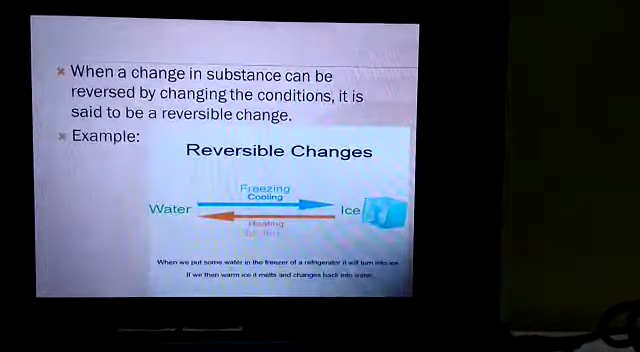 When a change in substance can be
reversed by changing the conditions, it is
said to be a reversible change.
Example:
Reversible Changes
Freezing
Cooling
Water
Ice
Heating
When we put some water in the freezer of a refrigerator it will turn into ice.
If we then warm ice it melts and changes back into water.